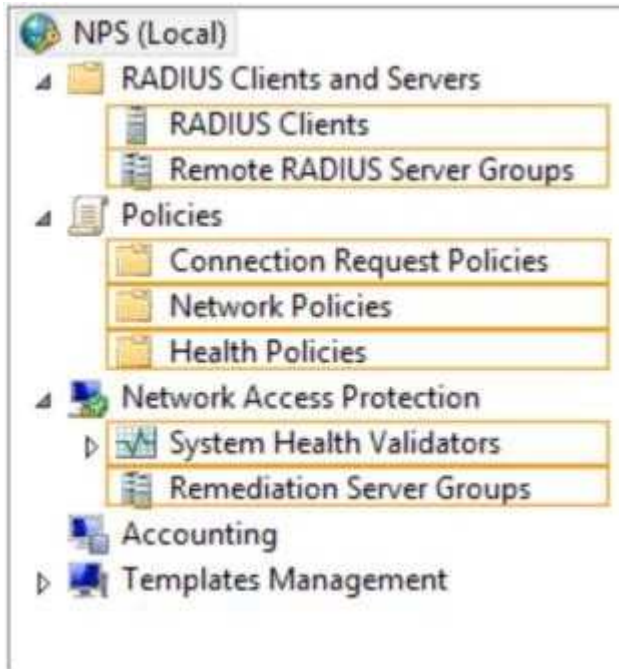 NPS (Local)
RADIUS Clients and Servers
RADIUS Clients
Remote RADIUS Server Groups
Policies
Connection Request Policies
Network Policies
Health Policies
Network Access Protection
System Health Validators
Remediation Server Groups
Accounting
Templates Management